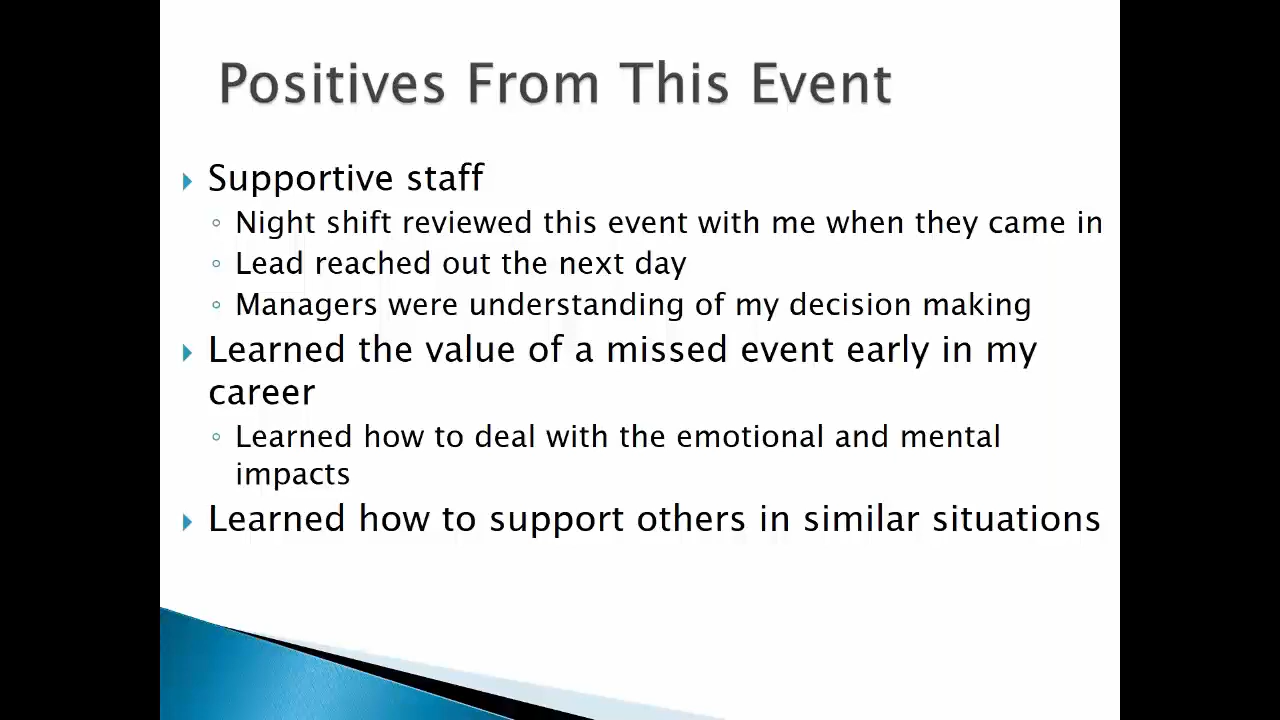 Positives From This Event
Supportive staff
Night shift reviewed this event with me when they came in
Lead reached out the next day
Managers were understanding of my decision making
Learned the value of a missed event early in my
career
Learned how to deal with the emotional and mental
impacts
Learned how to support others in similar situations